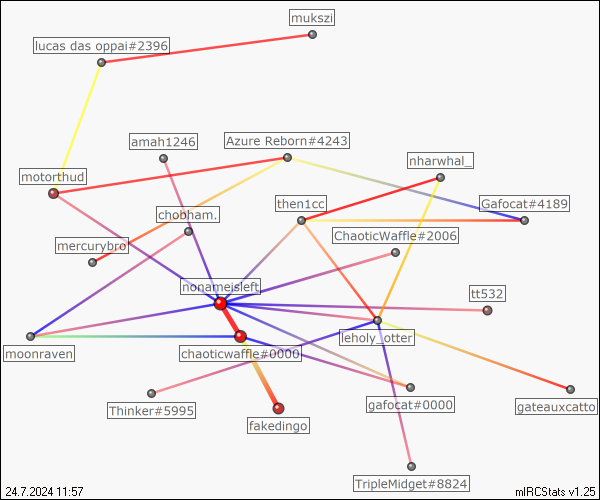 mukszi
lucas das oppai#2396
amah1246
Azure Reborn#4243
nharwhal_
motorthud
then1cc
Gafocat#4189
chobham.
ChaoticWaffle#2006
mercurybro
nonameisleft
tt532
leholy_otter
moonraven
chaoticwaffle#0000
Thinker#5995
gafocat#0000
gateauxcatto
fakedingo
TripleMidget#8824
24.7.2024 11:57
mIRCStats v1.25